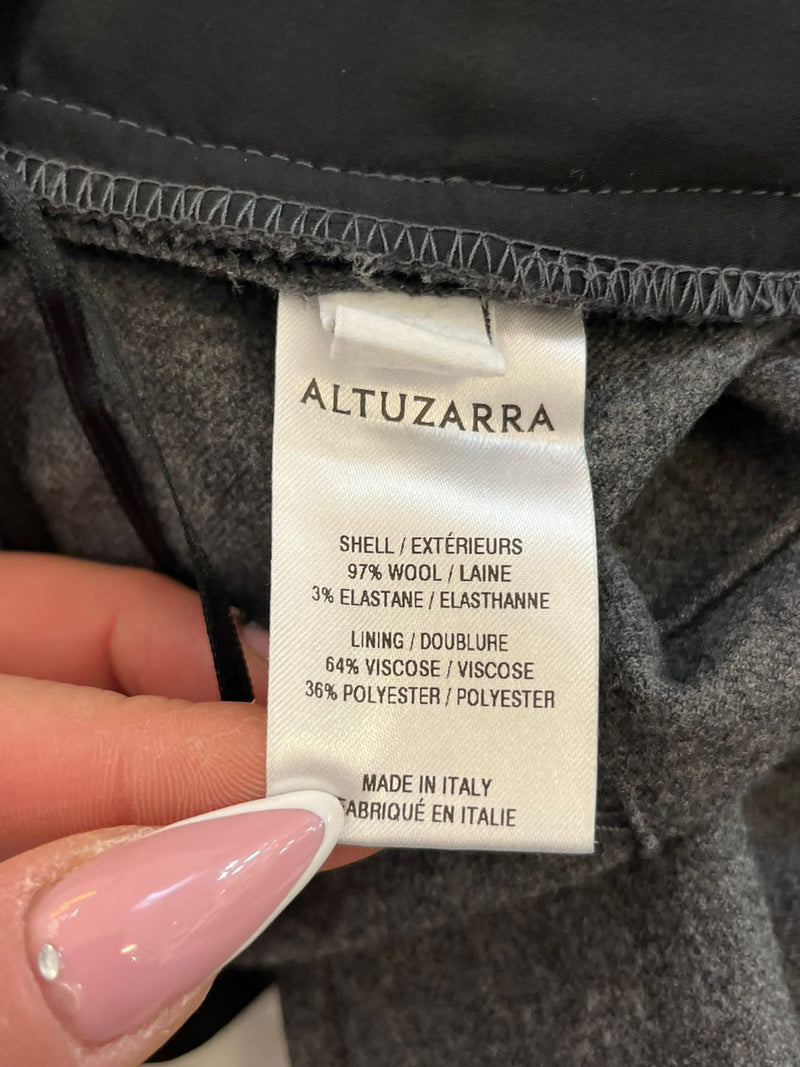 ALTUZARRA
SHELL / EXTÉRIEURS
97% WOOL / LAINE
3% ELASTANE / ELASTHANNE
LINING / DOUBLURE
64% VISCOSE / VISCOSE
36% POLYESTER / POLYESTER
MADE IN ITALY
FABRIQUÉ EN ITALIE